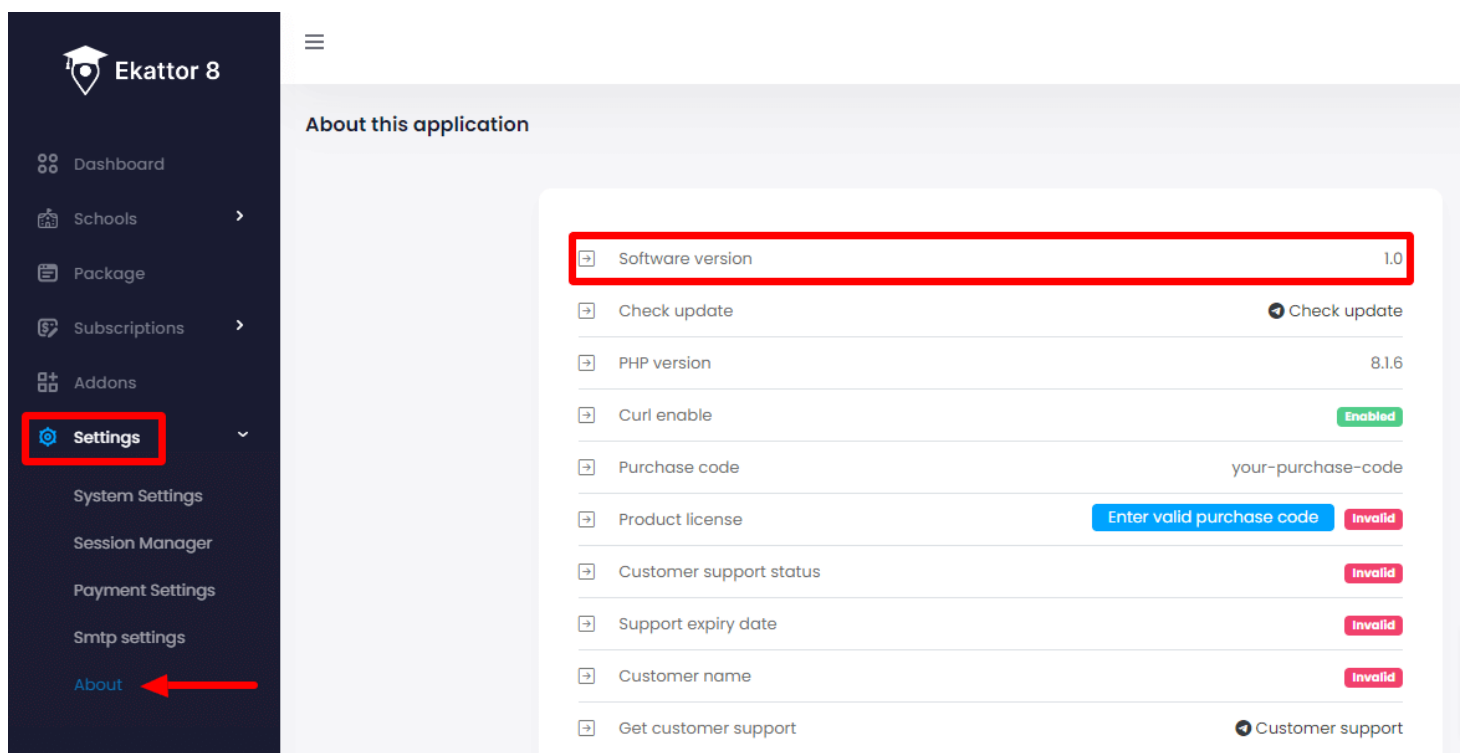 Ekattor 8
Dashboard
Schools
Package
Subscriptions
Addons
Settings
System Settings
Session Manager
Payment Settings
Smtp settings
About
About this application
Software version 1.0
Check update Check update
PHP version 8.1.6
Curl enable Enabled
Purchase code your-purchase-code
Product license Enter valid purchase code Invalid
Customer support status Invalid
Support expiry date Invalid
Customer name Invalid
Get customer support Customer support